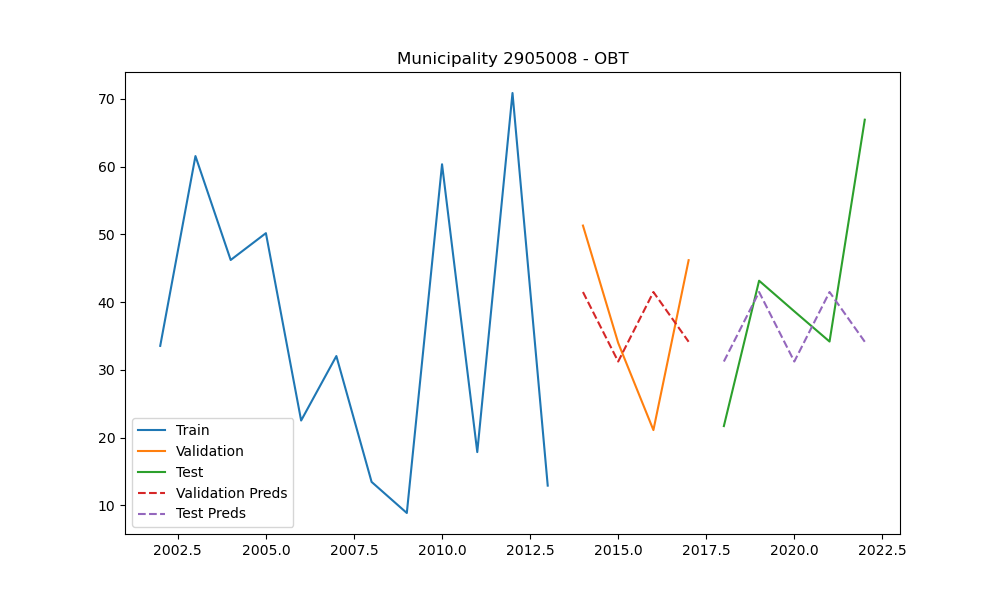 Municipality 2905008 - OBT
70
60
50
40
30
20
10
Train
Validation
Test
Validation Preds
Test Preds
2002.5 2005.0 2007.5 2010.0 2012.5 2015.0 2017.5 2020.0 2022.5